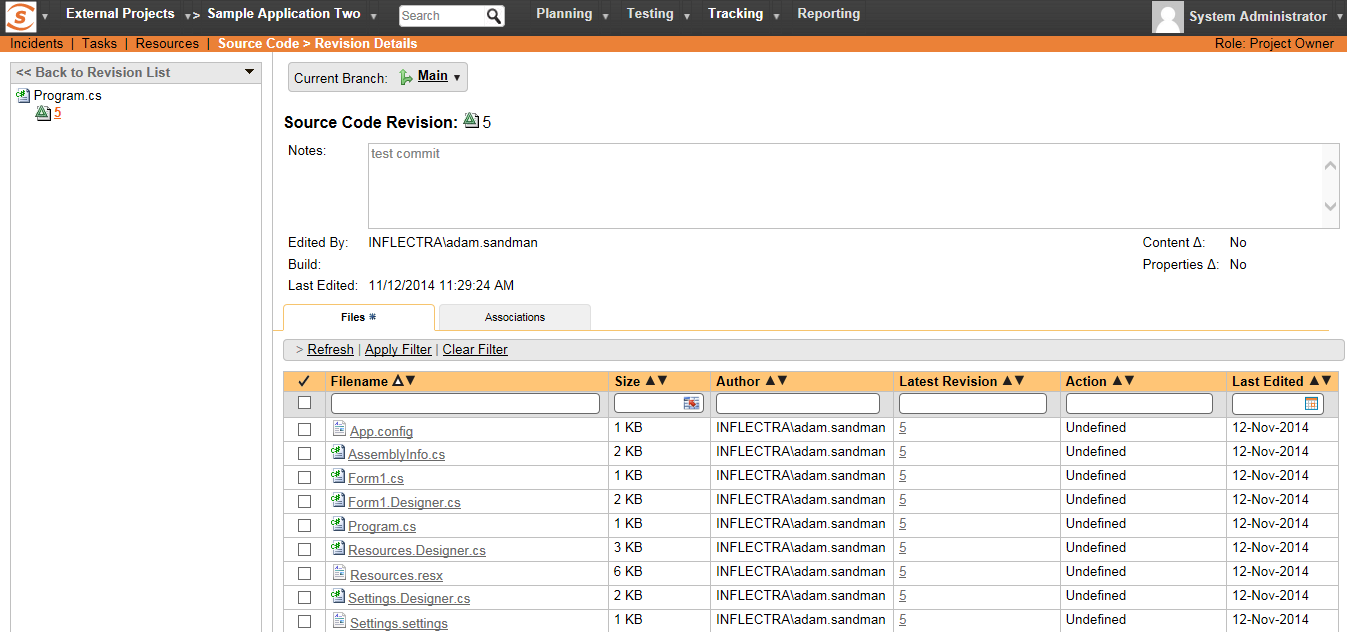 External Projects > Sample Application Two Search Planning Testing Tracking Reporting System Administrator
Incidents | Tasks | Resources | Source Code > Revision Details Role: Project Owner
<< Back to Revision List
Program.cs
5
Current Branch: Main
Source Code Revision: 5
Notes: test commit
Edited By: INFLECTRA\adam.sandman Content Δ: No
Build: Properties Δ: No
Last Edited: 11/12/2014 11:29:24 AM
Files * Associations
> Refresh | Apply Filter | Clear Filter
Filename Size Author Latest Revision Action Last Edited
App.config 1 KB INFLECTRA\adam.sandman 5 Undefined 12-Nov-2014
AssemblyInfo.cs 2 KB INFLECTRA\adam.sandman 5 Undefined 12-Nov-2014
Form1.cs 1 KB INFLECTRA\adam.sandman 5 Undefined 12-Nov-2014
Form1.Designer.cs 2 KB INFLECTRA\adam.sandman 5 Undefined 12-Nov-2014
Program.cs 1 KB INFLECTRA\adam.sandman 5 Undefined 12-Nov-2014
Resources.Designer.cs 3 KB INFLECTRA\adam.sandman 5 Undefined 12-Nov-2014
Resources.resx 6 KB INFLECTRA\adam.sandman 5 Undefined 12-Nov-2014
Settings.Designer.cs 2 KB INFLECTRA\adam.sandman 5 Undefined 12-Nov-2014
Settings.settings 1 KB INFLECTRA\adam.sandman 5 Undefined 12-Nov-2014